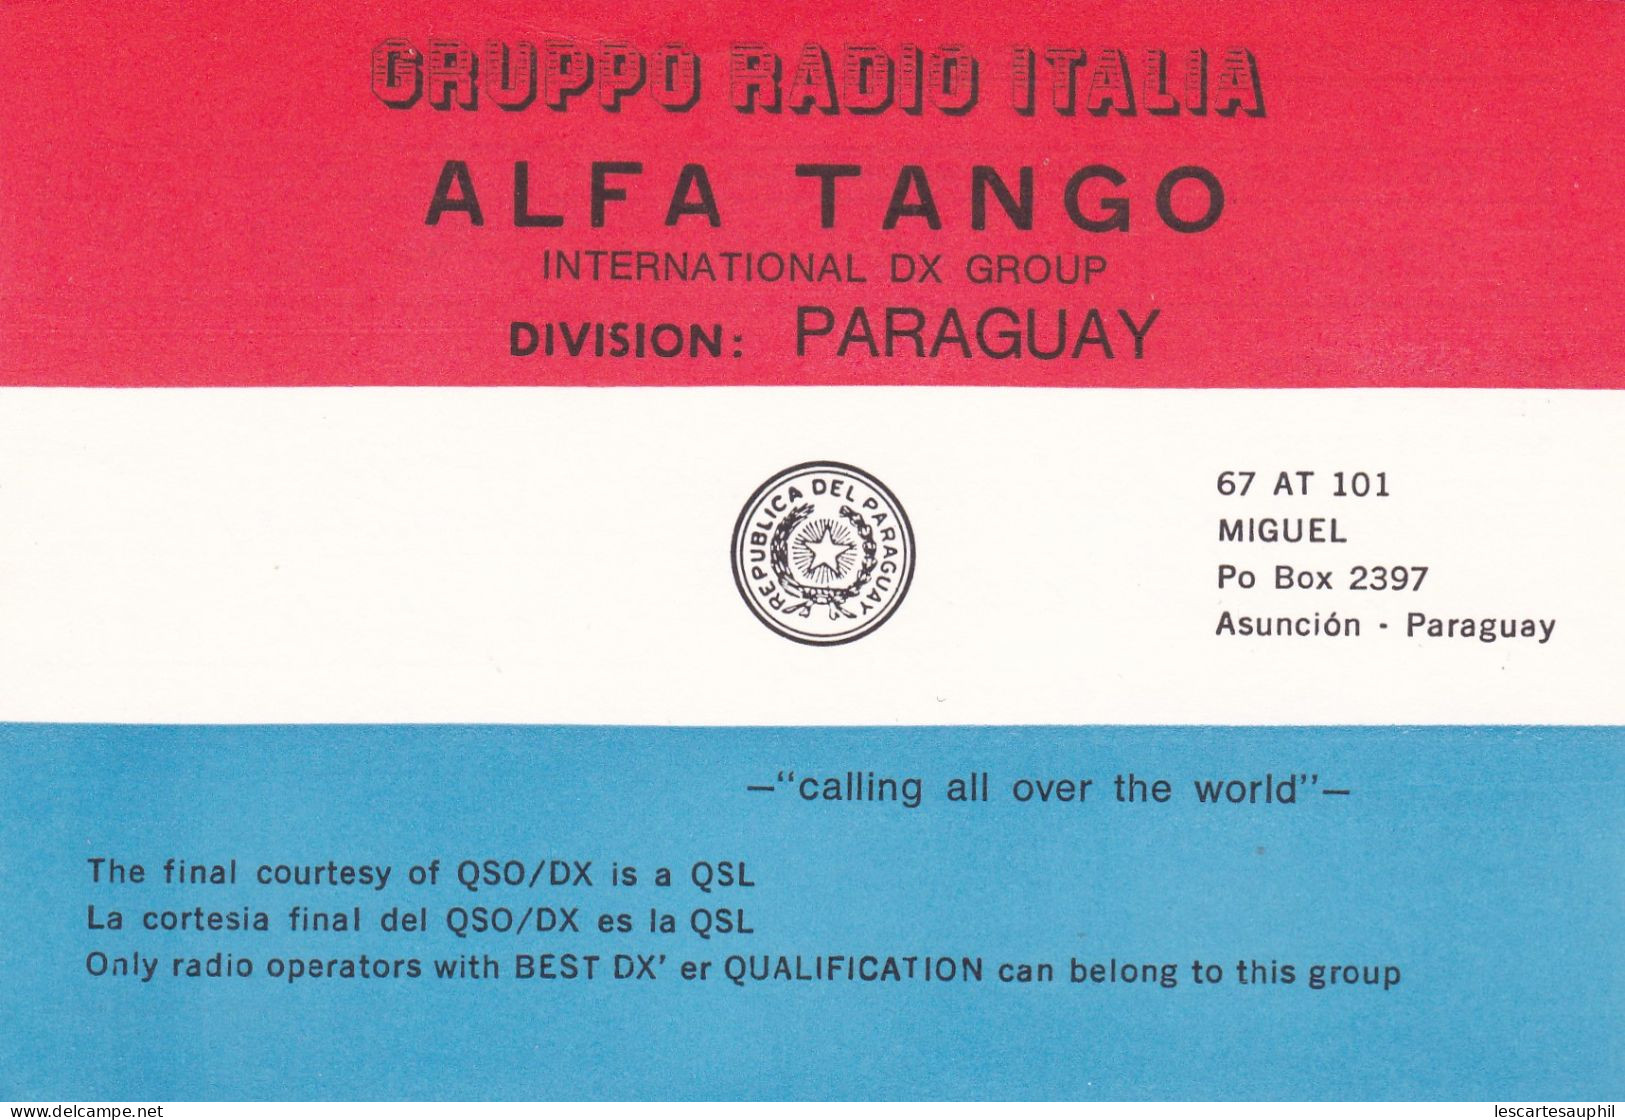 GRUPPO RADIO ITALIA
ALFA TANGO
INTERNATIONAL DX GROUP
DIVISION: PARAGUAY
REPUBLICA DEL PARAGUAY
67 AT 101
MIGUEL
Po Box 2397
Asunción - Paraguay
—"calling all over the world"—
The final courtesy of QSO/DX is a QSL
La cortesia final del QSO/DX es la QSL
Only radio operators with BEST DX' er QUALIFICATION can belong to this group
©delcampe.net
lescartesauphil